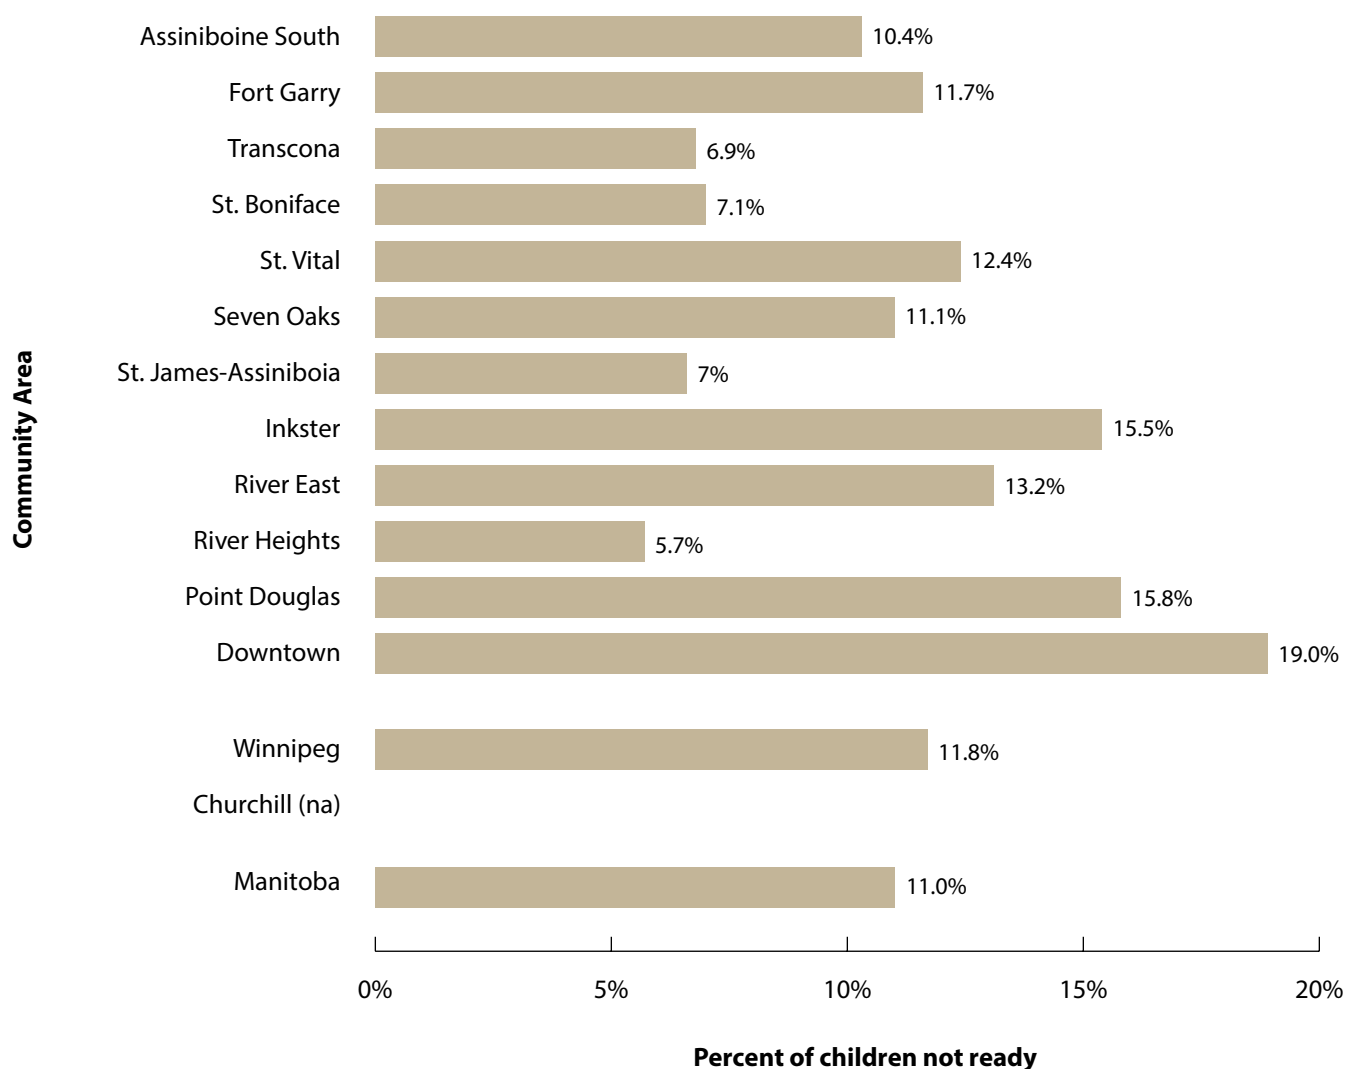 Community Area
Assiniboine South 10.4%
Fort Garry 11.7%
Transcona 6.9%
St. Boniface 7.1%
St. Vital 12.4%
Seven Oaks 11.1%
St. James-Assiniboia 7%
Inkster 15.5%
River East 13.2%
River Heights 5.7%
Point Douglas 15.8%
Downtown 19.0%
Winnipeg 11.8%
Churchill (na)
Manitoba 11.0%
0% 5% 10% 15% 20%
Percent of children not ready